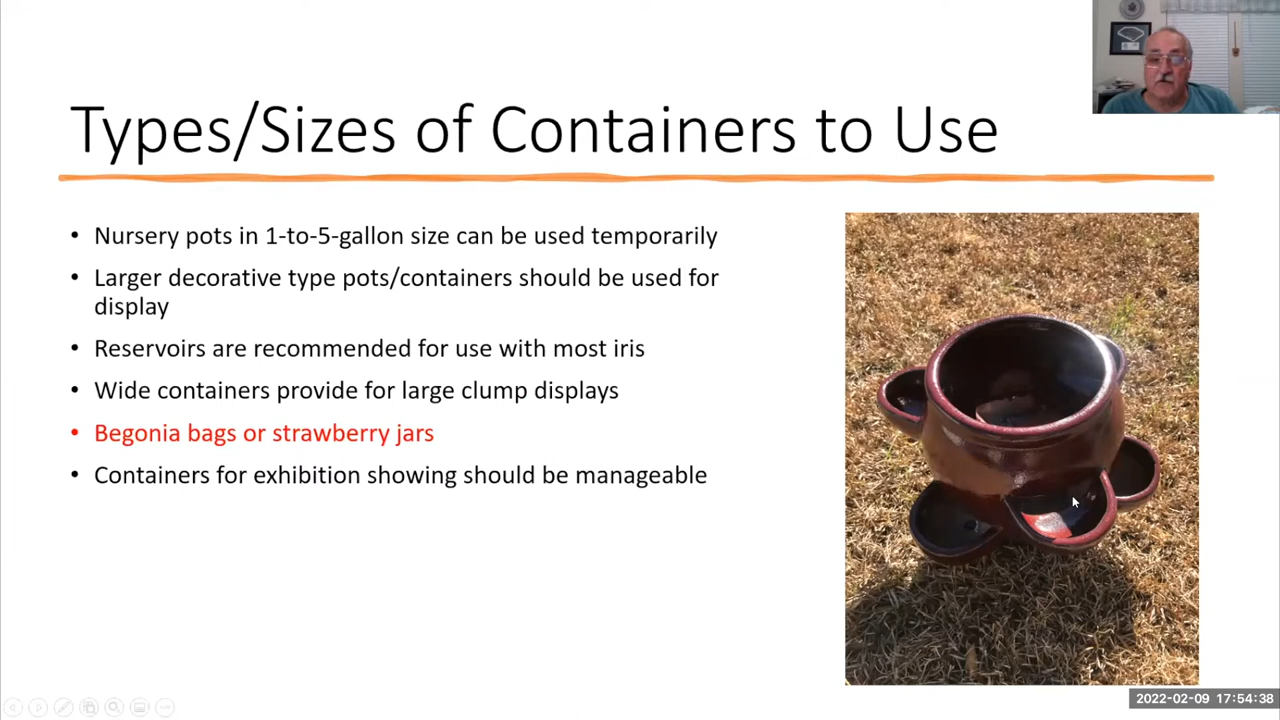 Types/Sizes of Containers to Use
• Nursery pots in 1-to-5-gallon size can be used temporarily
• Larger decorative type pots/containers should be used for
display
• Reservoirs are recommended for use with most iris
• Wide containers provide for large clump displays
• Begonia bags or strawberry jars
• Containers for exhibition showing should be manageable
2022-02-09 17:54:38